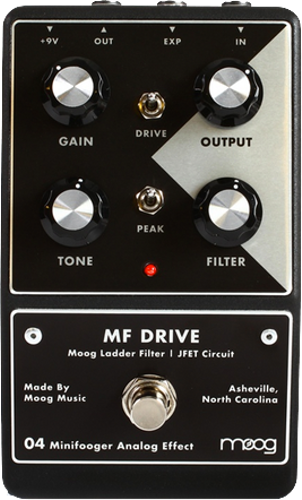 +9V OUT EXP IN
GAIN DRIVE OUTPUT
TONE PEAK FILTER
MF DRIVE
Moog Ladder Filter | JFET Circuit
Made By
Moog Music
Asheville,
North Carolina
04 Minifooger Analog Effect moog